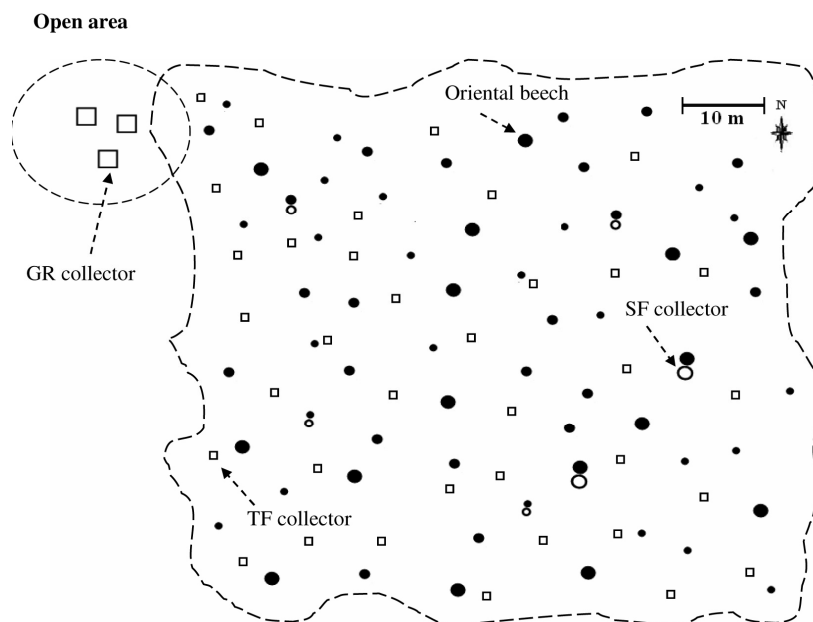 Open area
Oriental beech
10 m
N
GR collector
SF collector
TF collector